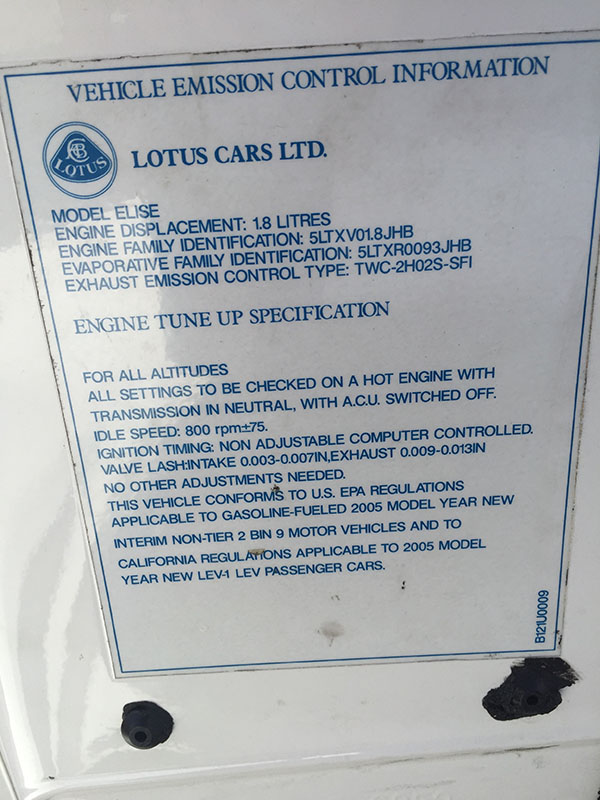 VEHICLE EMISSION CONTROL INFORMATION
LOTUS
LOTUS CARS LTD.
MODEL ELISE
ENGINE DISPLACEMENT: 1.8 LITRES
ENGINE FAMILY IDENTIFICATION: 5LTXV01.8JHB
EVAPORATIVE FAMILY IDENTIFICATION: 5LTXR0093JHB
EXHAUST EMISSION CONTROL TYPE: TWC-2H02S-SFI
ENGINE TUNE UP SPECIFICATION
FOR ALL ALTITUDES
ALL SETTINGS TO BE CHECKED ON A HOT ENGINE WITH
TRANSMISSION IN NEUTRAL, WITH A.C.U. SWITCHED OFF.
IDLE SPEED: 800 rpm±75.
IGNITION TIMING: NON ADJUSTABLE COMPUTER CONTROLLED.
VALVE LASH:INTAKE 0.003-0.007IN,EXHAUST 0.009-0.013IN
NO OTHER ADJUSTMENTS NEEDED.
THIS VEHICLE CONFORMS TO U.S. EPA REGULATIONS
APPLICABLE TO GASOLINE-FUELED 2005 MODEL YEAR NEW
INTERIM NON-TIER 2 BIN 9 MOTOR VEHICLES AND TO
CALIFORNIA REGULATIONS APPLICABLE TO 2005 MODEL
YEAR NEW LEV-1 LEV PASSENGER CARS.
B121U0009